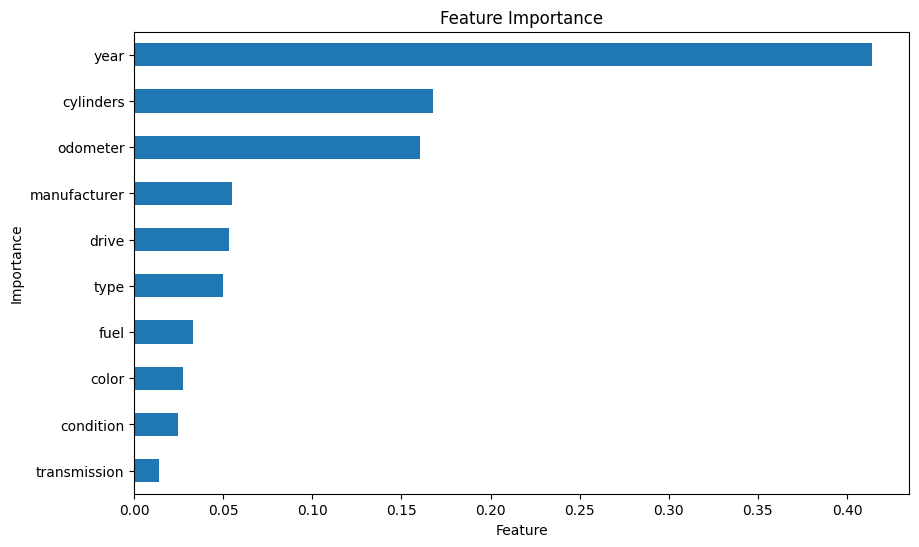 Feature Importance
year
cylinders
odometer
manufacturer
drive
type
fuel
color
condition
transmission
Importance
0.00 0.05 0.10 0.15 0.20 0.25 0.30 0.35 0.40
Feature